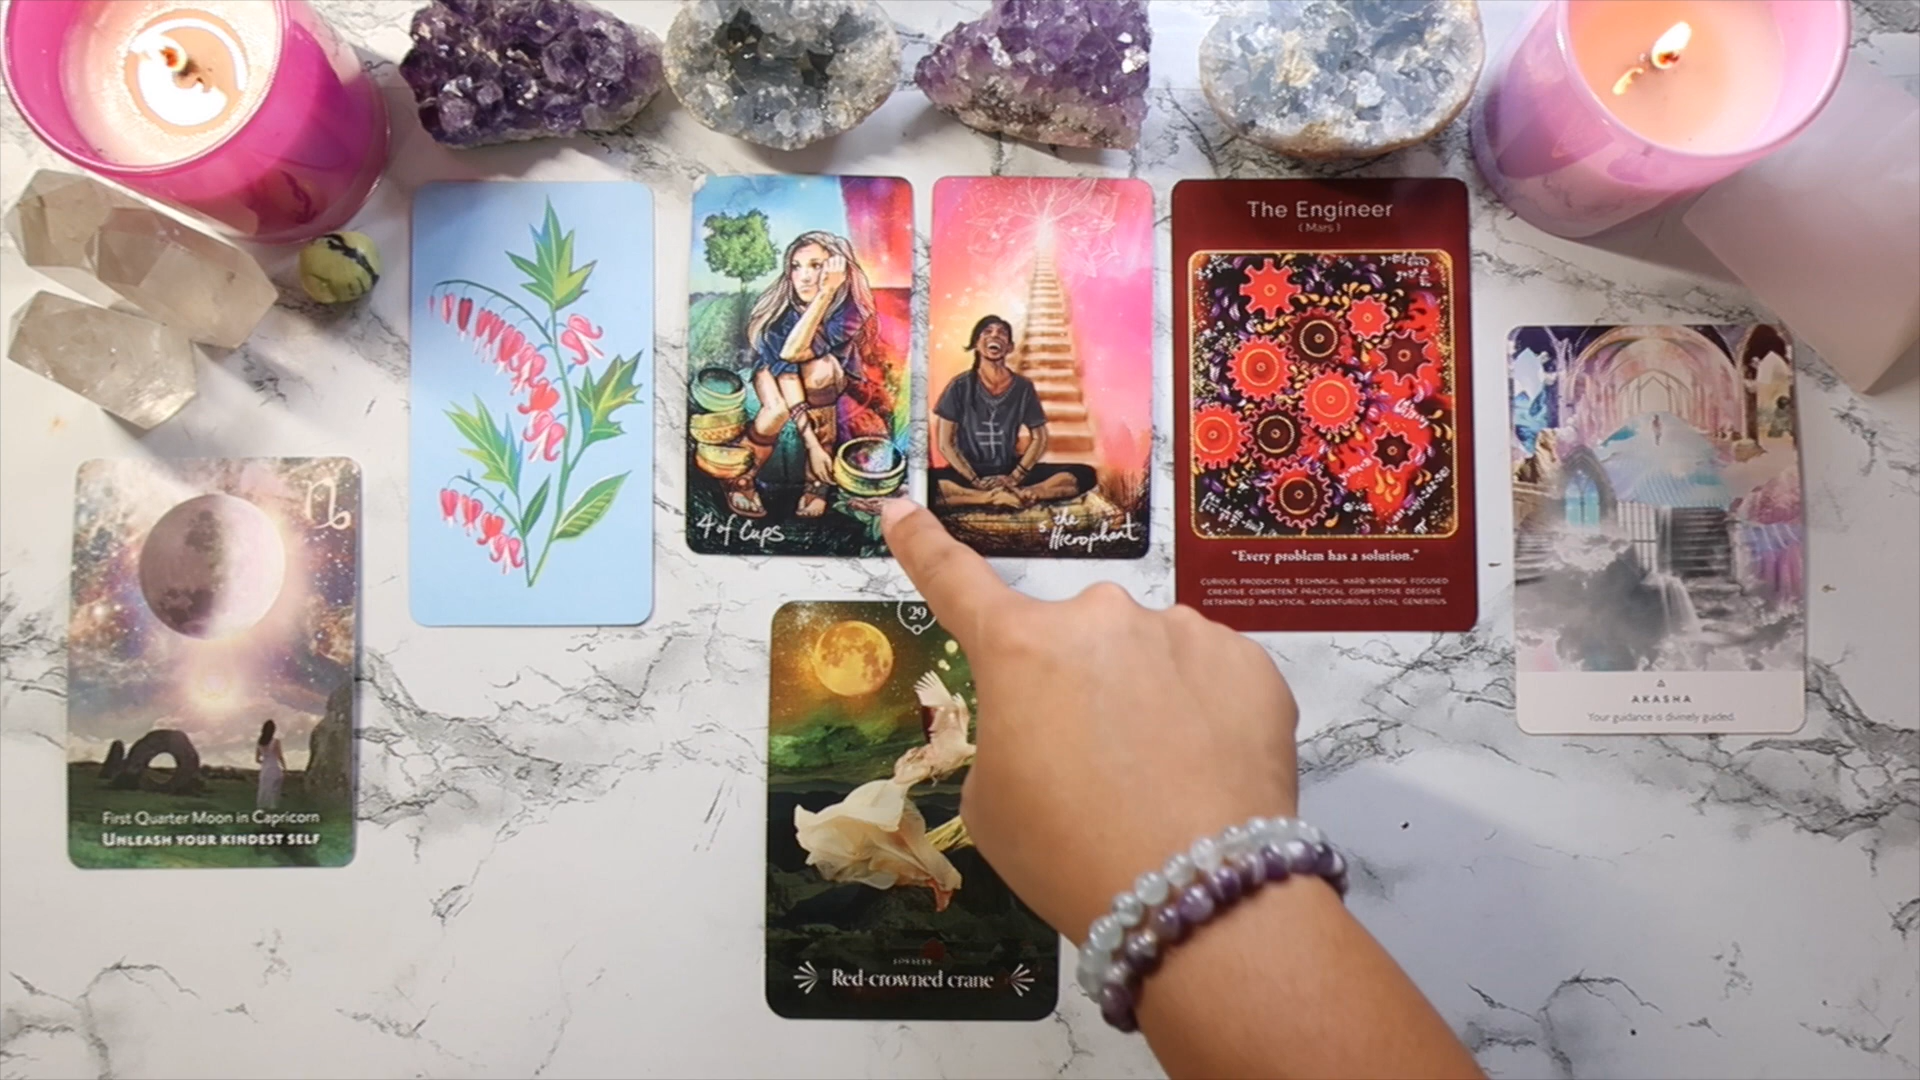 The Engineer
( Mars )
"Every problem has a solution."
CURIOUS PRODUCTIVE TECHNICAL HARD-WORKING FOCUSED
CREATIVE COMPETENT PRACTICAL COMPETITIVE DECISIVE
DETERMINED ANALYTICAL ADVENTUROUS LOYAL GENEROUS
4 of Cups
5 the
Hierophant
AKASHA
Your guidance is divinely guided.
First Quarter Moon in Capricorn
UNLEASH YOUR KINDEST SELF
29
LOYALTY
Red-crowned crane